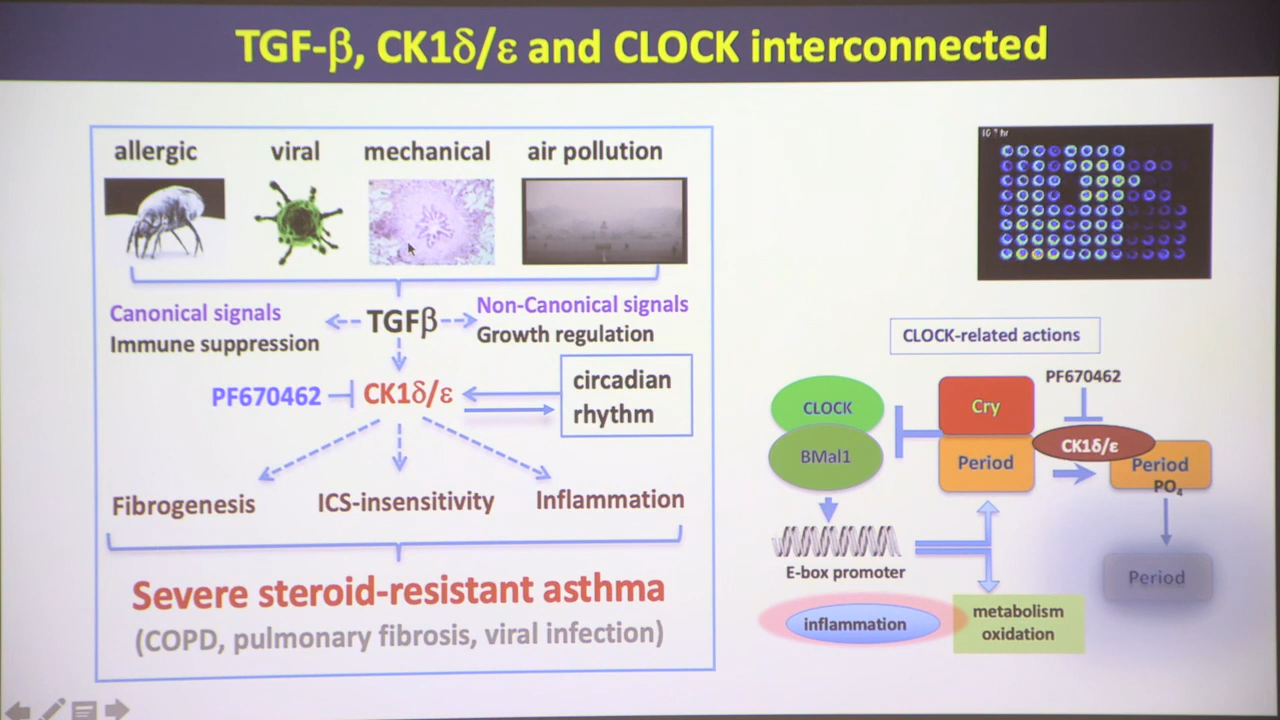 TGF-β, CK1δ/ε and CLOCK interconnected
allergic
viral
mechanical
air pollution
Canonical signals
Immune suppression
TGFβ
Non-Canonical signals
Growth regulation
PF670462
CK1δ/ε
circadian
rhythm
Fibrogenesis
ICS-insensitivity
Inflammation
Severe steroid-resistant asthma
(COPD, pulmonary fibrosis, viral infection)
CLOCK-related actions
PF670462
CLOCK
BMal1
Cry
Period
CK1δ/ε
Period
PO₄
E-box promoter
Period
inflammation
metabolism
oxidation